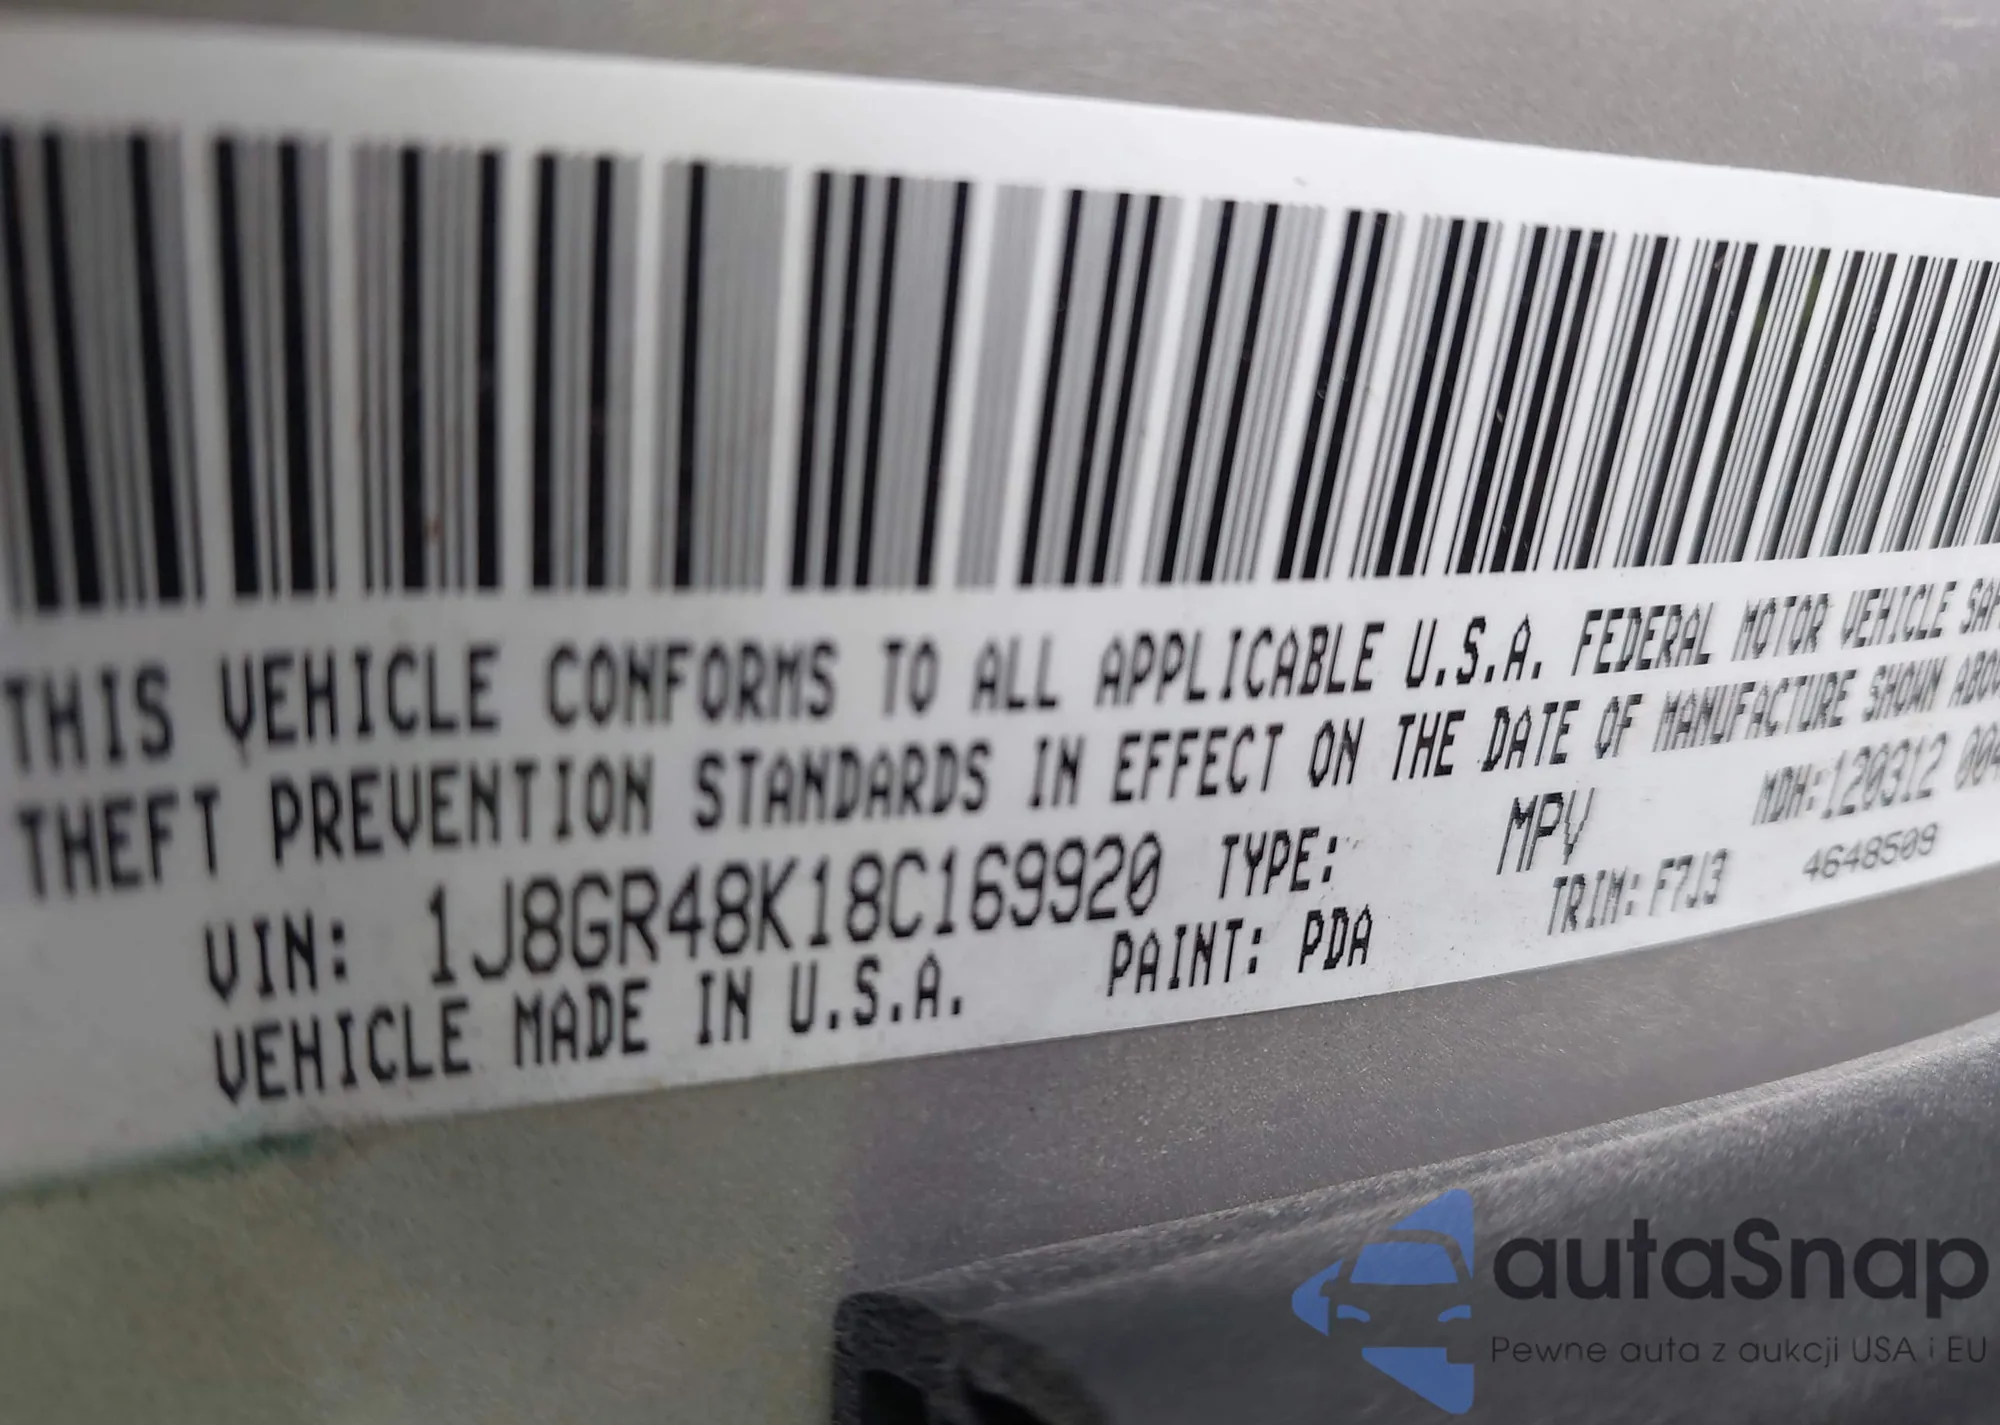 THIS VEHICLE CONFORMS TO ALL APPLICABLE U.S.A. FEDERAL MOTOR VEHICLE
THEFT PREVENTION STANDARDS IN EFFECT ON THE DATE OF MANUFACTURE SHOWN
VIN: 1J8GR48K18C169920 TYPE: MPV MDH:120312 004
VEHICLE MADE IN U.S.A. PAINT: PDA TRIM: F7J3 4648509
autaSnap
Pewne auta z aukcji USA i EU